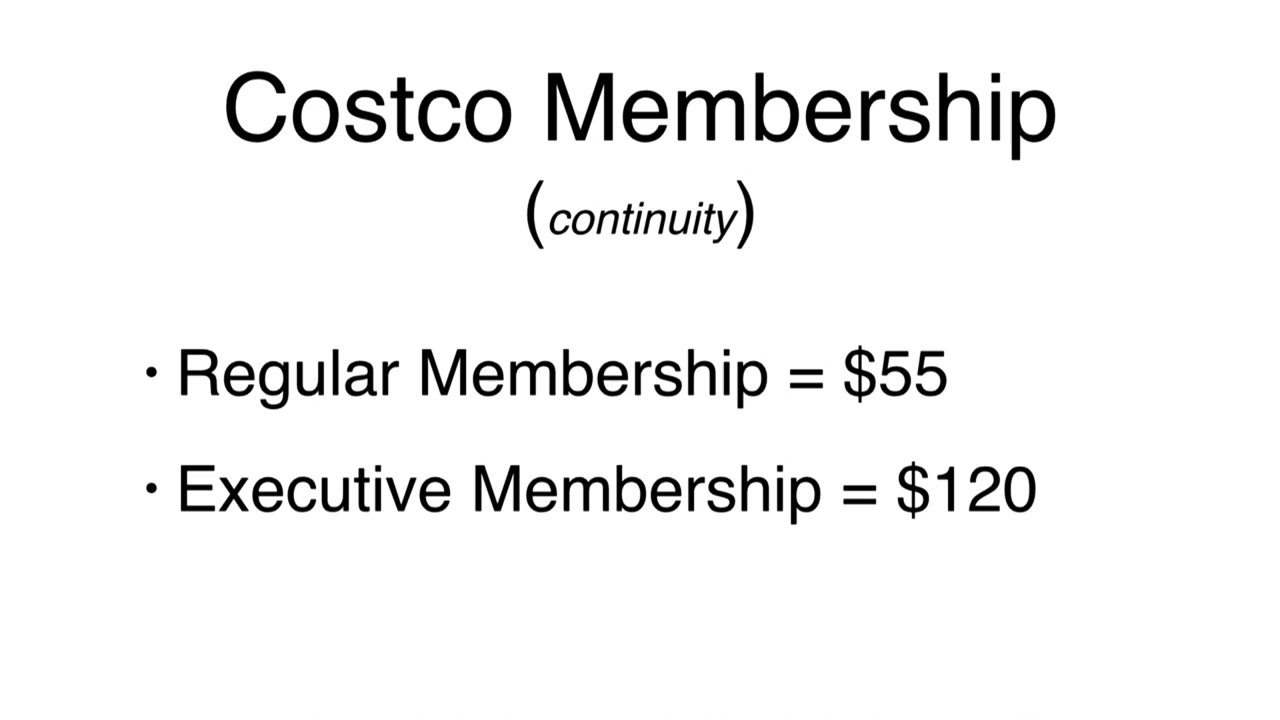 Costco Membership
(continuity)
· Regular Membership = $55
· Executive Membership = $120